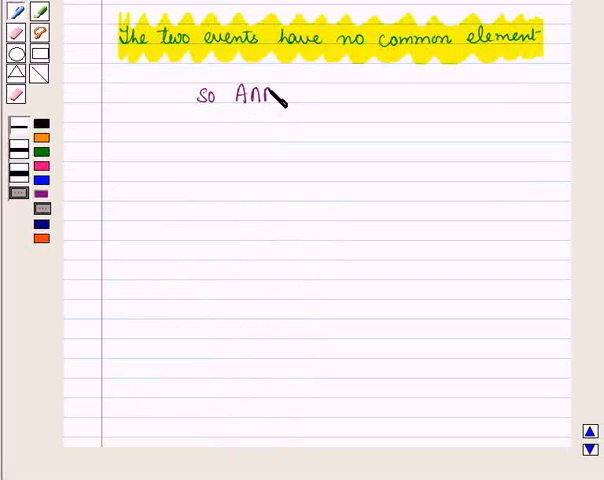 The two events have no common element
so A∩